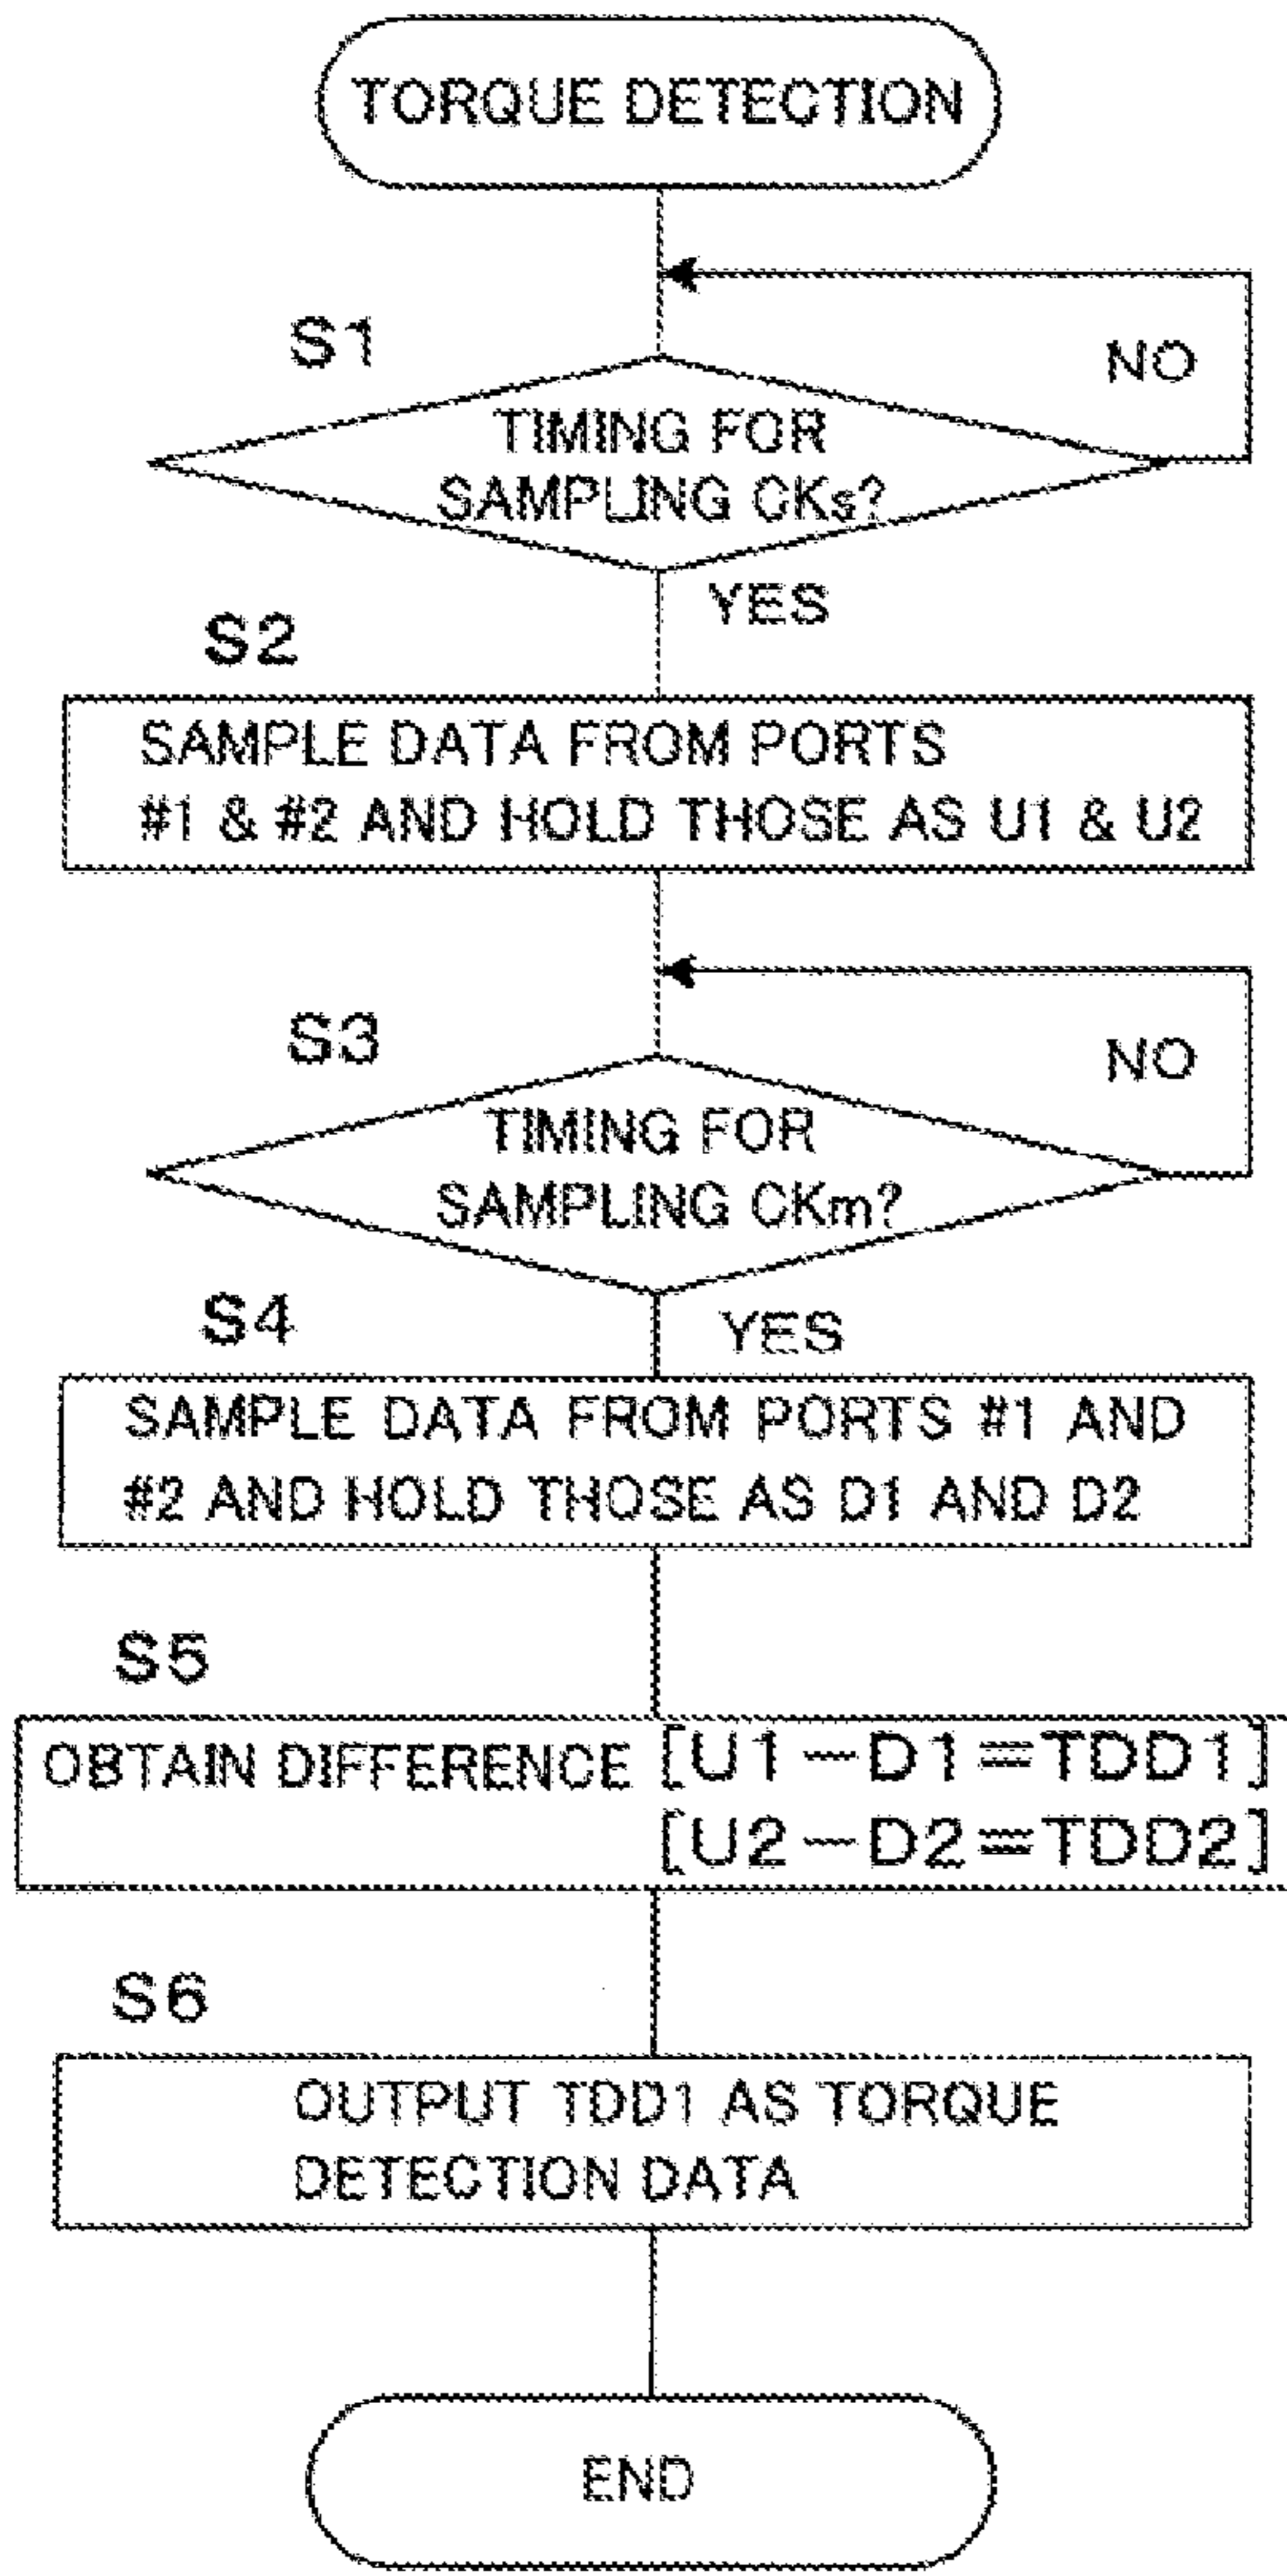 TORQUE DETECTION
S1
NO
TIMING FOR
SAMPLING CKs?
YES
S2
SAMPLE DATA FROM PORTS
#1 & #2 AND HOLD THOSE AS U1 & U2
S3
NO
TIMING FOR
SAMPLING CKm?
S4
YES
SAMPLE DATA FROM PORTS #1 AND
#2 AND HOLD THOSE AS D1 AND D2
S5
OBTAIN DIFFERENCE [U1-D1=TDD1]
[U2-D2=TDD2]
S6
OUTPUT TDD1 AS TORQUE
DETECTION DATA
END